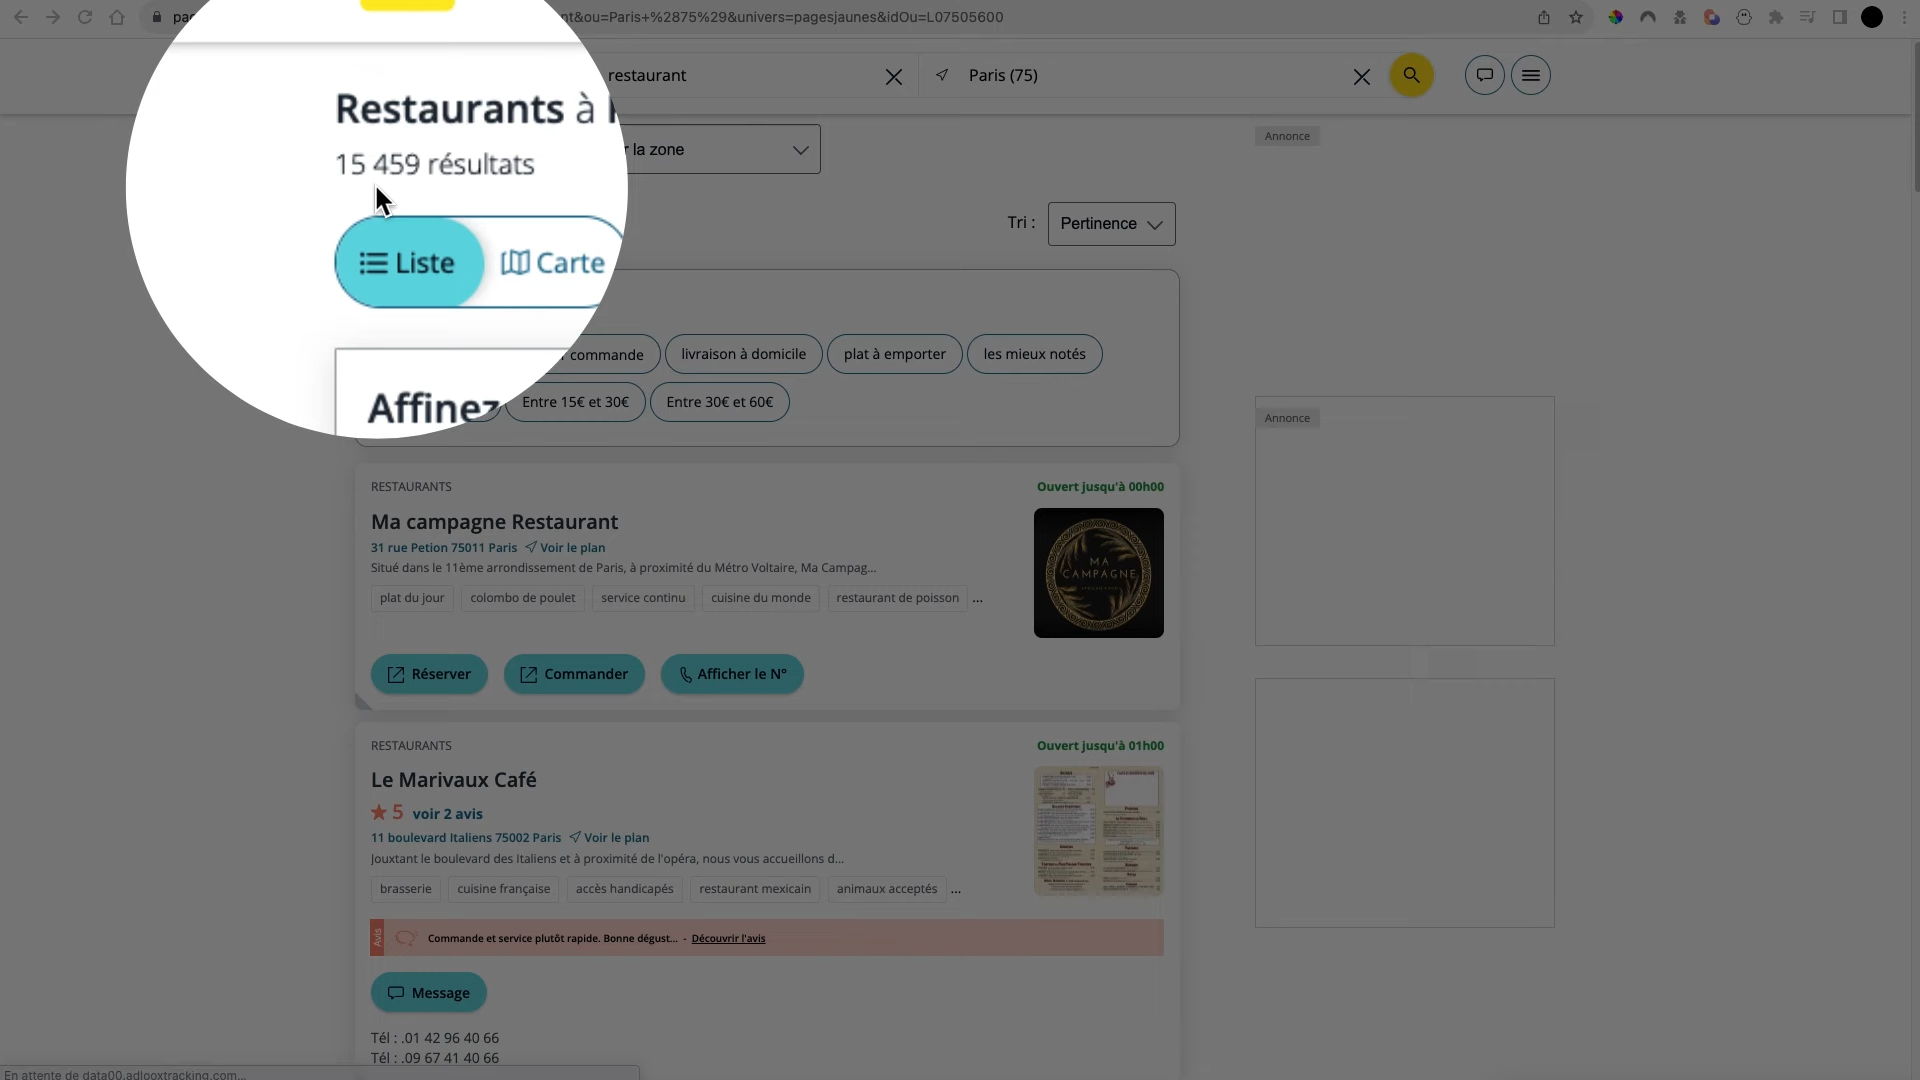 pag
nt&ou=Paris+%2875%29&univers=pagesjaunes&idOu=L07505600
restaurant
Paris (75)
Restaurants à
15 459 résultats
r la zone
Annonce
Tri :
Pertinence
Liste
Carte
commande
livraison à domicile
plat à emporter
les mieux notés
Affinez
Entre 15€ et 30€
Entre 30€ et 60€
Annonce
RESTAURANTS
Ouvert jusqu'à 00h00
Ma campagne Restaurant
31 rue Petion 75011 Paris
Voir le plan
Situé dans le 11ème arrondissement de Paris, à proximité du Métro Voltaire, Ma Campag...
MA
CAMPAGNE
plat du jour
colombo de poulet
service continu
cuisine du monde
restaurant de poisson
...
Réserver
Commander
Afficher le N°
RESTAURANTS
Ouvert jusqu'à 01h00
Le Marivaux Café
5
voir 2 avis
11 boulevard Italiens 75002 Paris
Voir le plan
Jouxtant le boulevard des Italiens et à proximité de l'opéra, nous vous accueillons d...
brasserie
cuisine française
accès handicapés
restaurant mexicain
animaux acceptés
...
Avis
Commande et service plutôt rapide. Bonne dégust... - Découvrir l'avis
Message
Tél : .01 42 96 40 66
Tél : .09 67 41 40 66
En attente de data00.adlooxtracking.com...